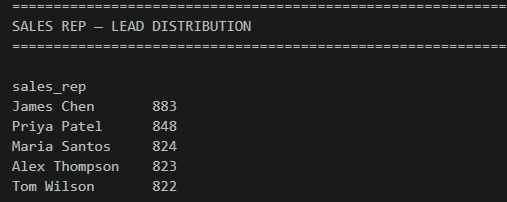 ==============================================================
SALES REP — LEAD DISTRIBUTION
==============================================================
sales_rep
James Chen       883
Priya Patel      848
Maria Santos     824
Alex Thompson    823
Tom Wilson       822